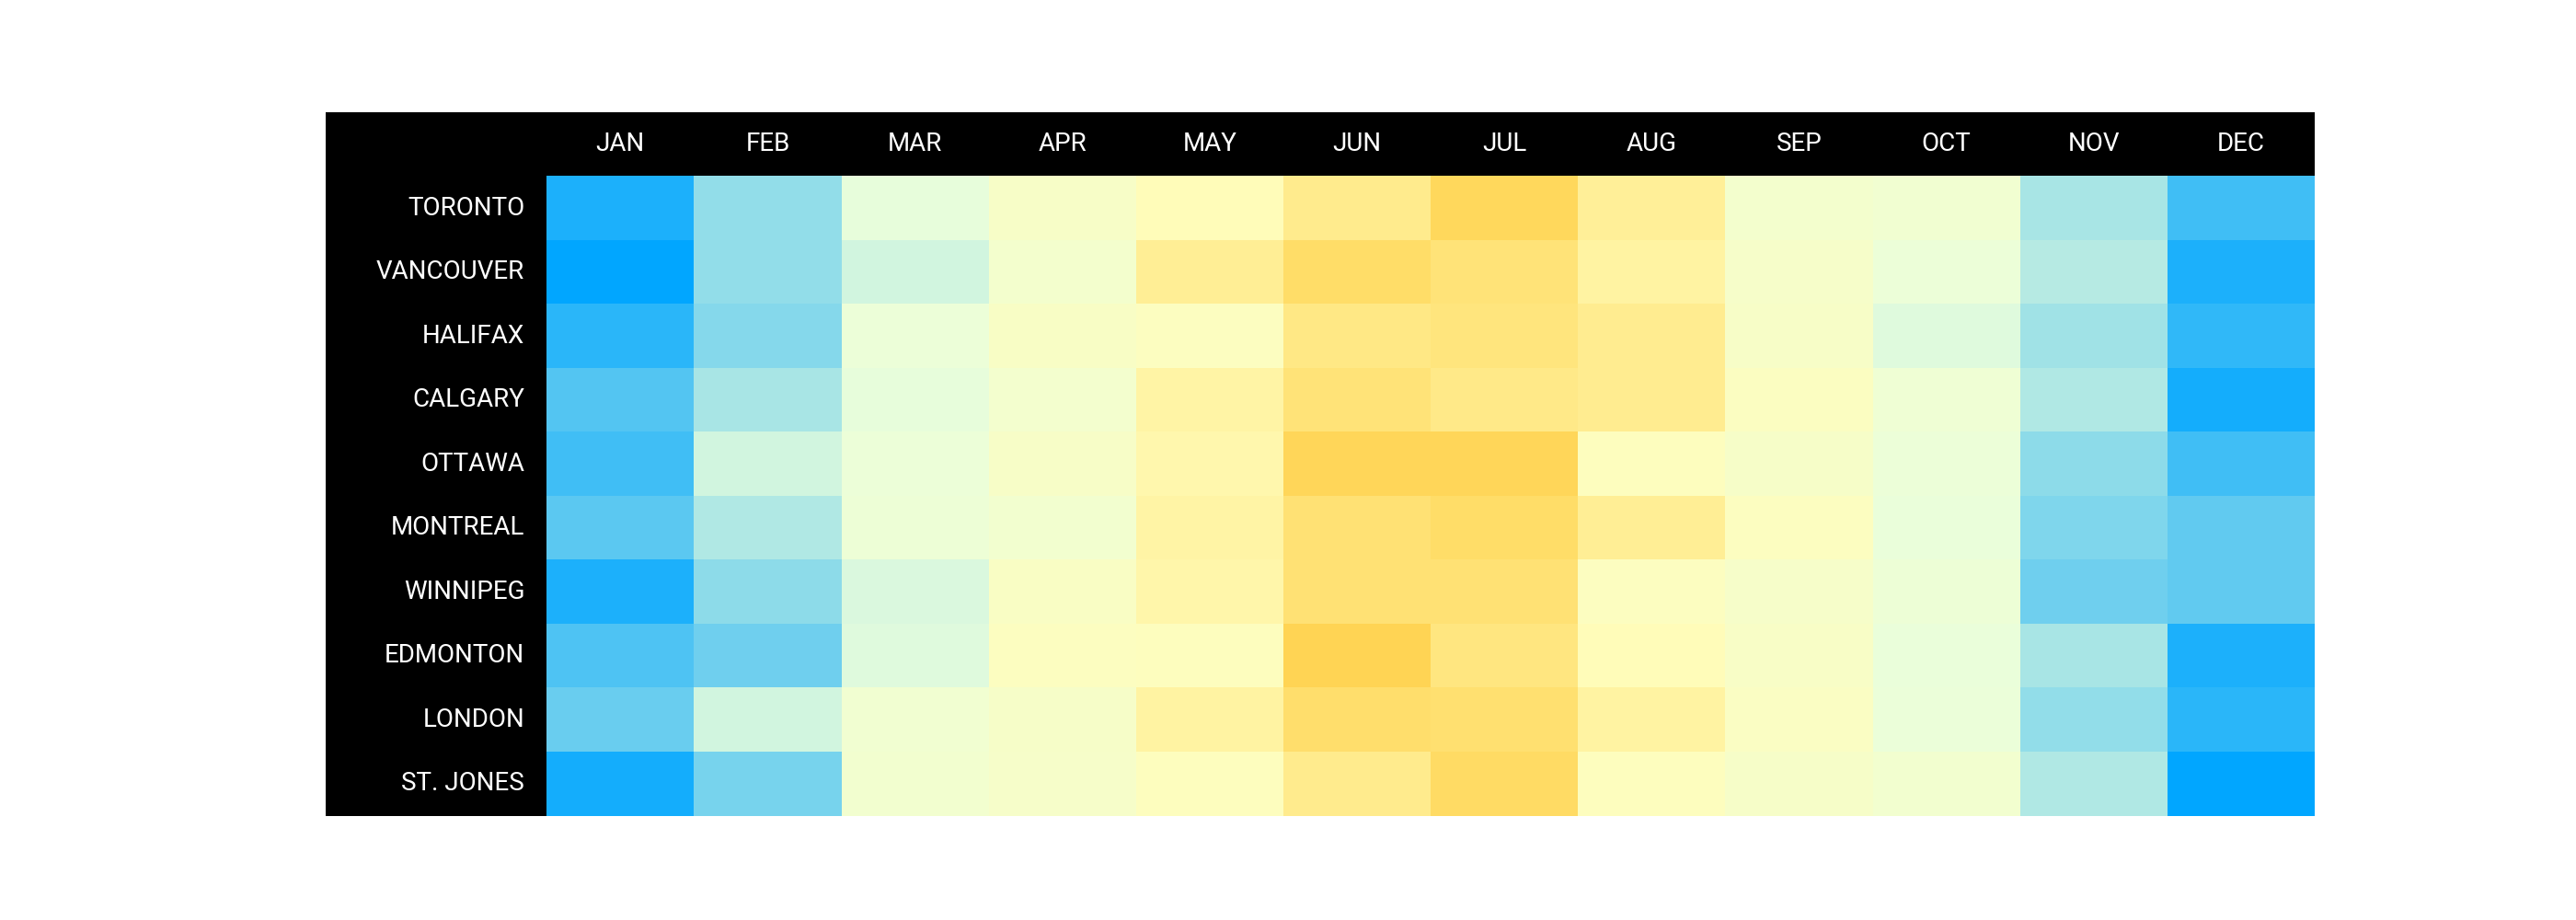 JAN FEB MAR APR MAY JUN JUL AUG SEP OCT NOV DEC
TORONTO
VANCOUVER
HALIFAX
CALGARY
OTTAWA
MONTREAL
WINNIPEG
EDMONTON
LONDON
ST. JONES